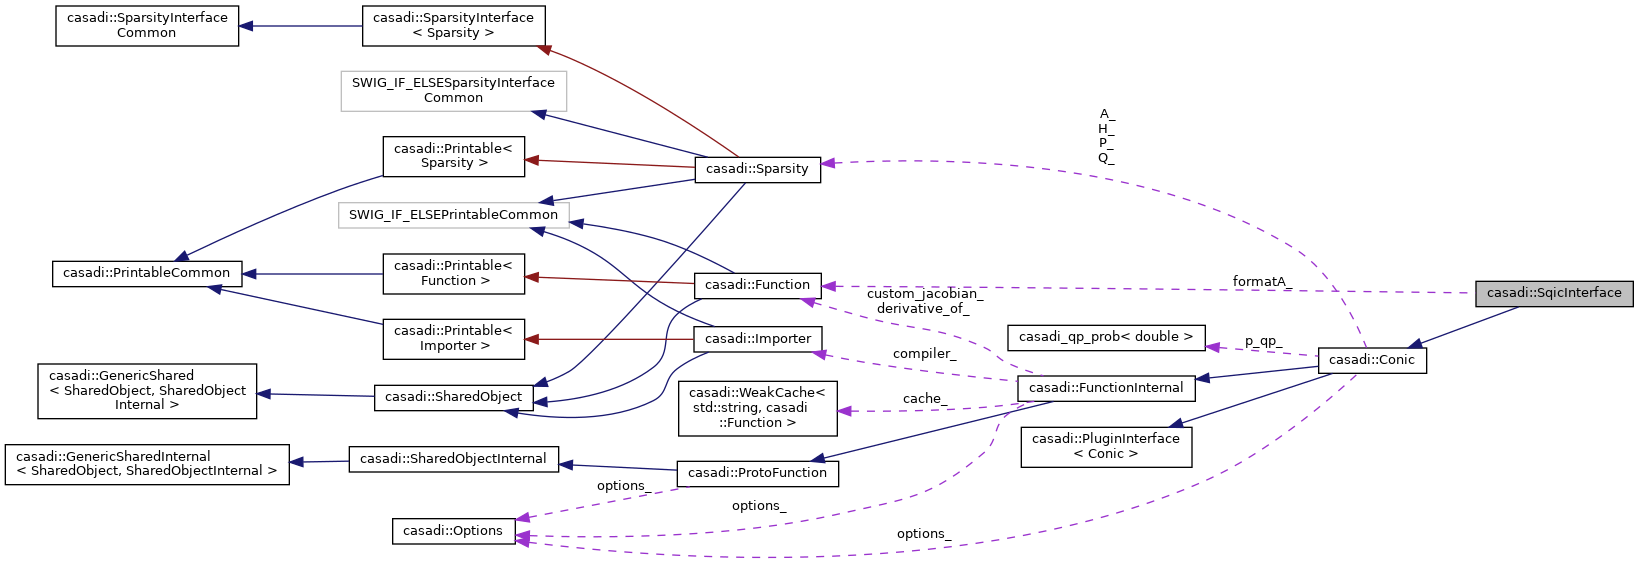 casadi::SparsityInterface
Common
casadi::SparsityInterface
< Sparsity >
SWIG_IF_ELSESparsityInterface
Common
casadi::Printable<
Sparsity >
SWIG_IF_ELSEPrintableCommon
casadi::PrintableCommon
casadi::Printable<
Function >
casadi::Printable<
Importer >
casadi::GenericShared
< SharedObject, SharedObject
Internal >
casadi::SharedObject
casadi::GenericSharedInternal
< SharedObject, SharedObjectInternal >
casadi::SharedObjectInternal
casadi::Options
casadi::Sparsity
casadi::Function
casadi::Importer
casadi::WeakCache<
std::string, casadi
::Function >
casadi::ProtoFunction
options_
options_
options_
A_
H_
P_
Q_
formatA_
custom_jacobian_
derivative_of_
compiler_
cache_
casadi_qp_prob< double >
p_qp_
casadi::FunctionInternal
casadi::PluginInterface
< Conic >
casadi::Conic
casadi::SqicInterface